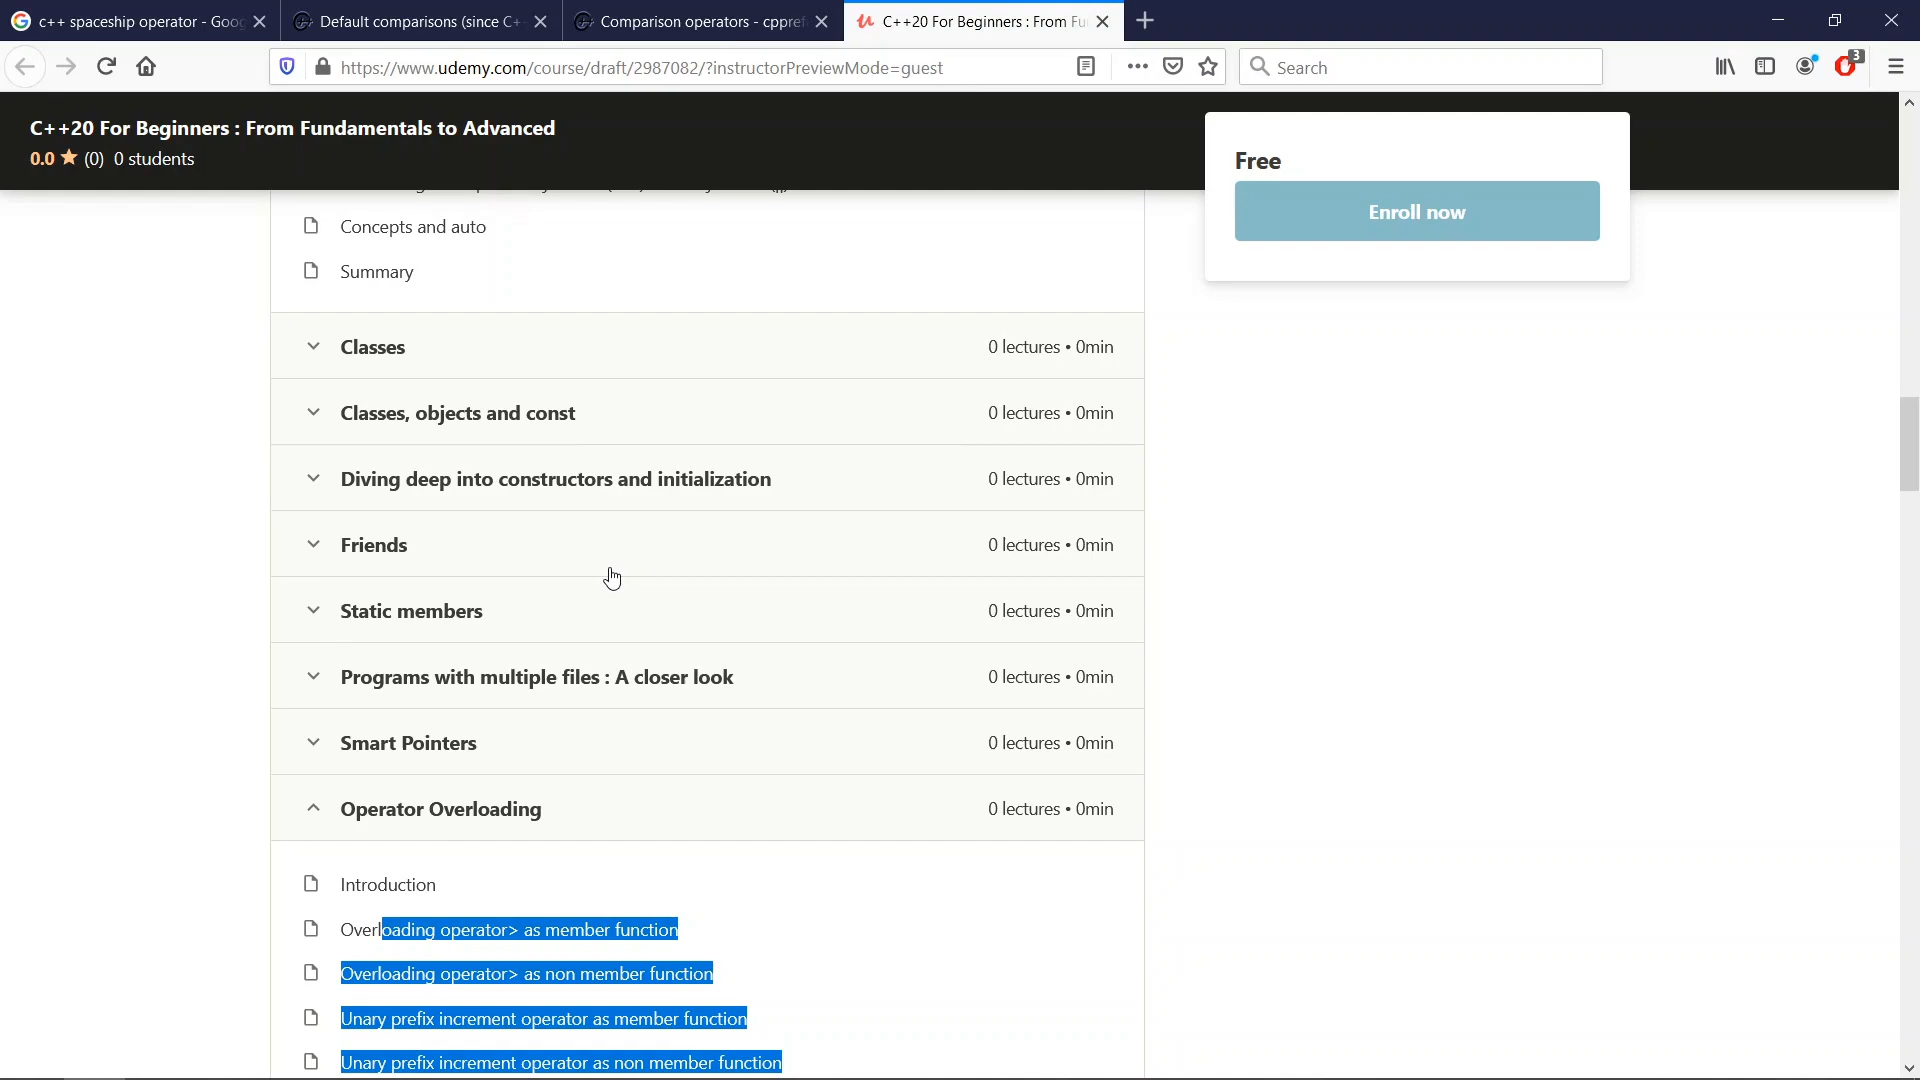 c++ spaceship operator - Goog
Default comparisons (since C+
Comparison operators - cppref
C++20 For Beginners : From Fu
https://www.udemy.com/course/draft/2987082/?instructorPreviewMode=guest
Search
3
C++20 For Beginners : From Fundamentals to Advanced
0.0 ★ (0) 0 students
Free
Enroll now
Concepts and auto
Summary
Classes 0 lectures • 0min
Classes, objects and const 0 lectures • 0min
Diving deep into constructors and initialization 0 lectures • 0min
Friends 0 lectures • 0min
Static members 0 lectures • 0min
Programs with multiple files : A closer look 0 lectures • 0min
Smart Pointers 0 lectures • 0min
Operator Overloading 0 lectures • 0min
Introduction
Overloading operator> as member function
Overloading operator> as non member function
Unary prefix increment operator as member function
Unary prefix increment operator as non member function